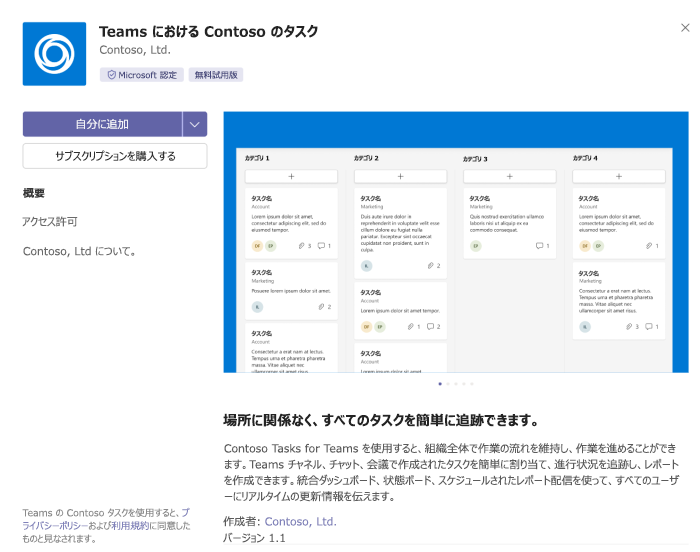 Teams における Contoso のタスク
Contoso, Ltd.
Microsoft 認定
無料試用版
自分に追加
サブスクリプションを購入する
概要
アクセス許可
Contoso, Ltd について。
カテゴリ 1
+
タスク名
Account
Lorem ipsum dolor sit amet,
consectetur adipiscing elit, sed do
eiusmod tempor.
DF EP 3 1
タスク名
Marketing
Posuere lorem ipsum dolor sit amet.
IL 2
タスク名
Account
Consectetur a erat nam at lectus.
Tempus urna et pharetra pharetra
massa. Vitae ultricies nec
ullamcorper sit amet risus.
カテゴリ 2
+
タスク名
Marketing
Duis aute irure dolor in
reprehenderit in voluptate velit esse
cillum dolore eu fugiat nulla
pariatur. Excepteur sint occaecat
cupidatat non proident, sunt in
culpa.
IL 2
タスク名
Account
Lorem ipsum dolor sit amet tempor.
DF EP 1 2
タスク名
Account
Lorem ipsum dolor sit amet,
カテゴリ 3
+
タスク名
Marketing
Quis nostrud exercitation ullamco
laboris nisi ut aliquip ex ea
commodo consequat.
EP 1
カテゴリ 4
+
タスク名
Account
Lorem ipsum dolor sit amet,
consectetur adipiscing elit, sed do
eiusmod tempor.
DF EP 1
タスク名
Marketing
Consectetur a erat nam at lectus.
Tempus urna et pharetra pharetra
massa. Vitae ultricies nec
ullamcorper sit amet risus.
IL 3 1
場所に関係なく、すべてのタスクを簡単に追跡できます。
Contoso Tasks for Teams を使用すると、組織全体で作業の流れを維持し、作業を進めることができ
ます。Teams チャネル、チャット、会議で作成されたタスクを簡単に割り当て、進行状況を追跡し、レポート
を作成できます。統合ダッシュボード、状態ボード、スケジュールされたレポート配信を使って、すべてのユーザ
ーにリアルタイムの更新情報を伝えます。
作成者: Contoso, Ltd.
バージョン 1.1
Teams の Contoso タスクを使用すると、プ
ライバシーポリシーおよび利用規約に同意した
ものと見なされます。